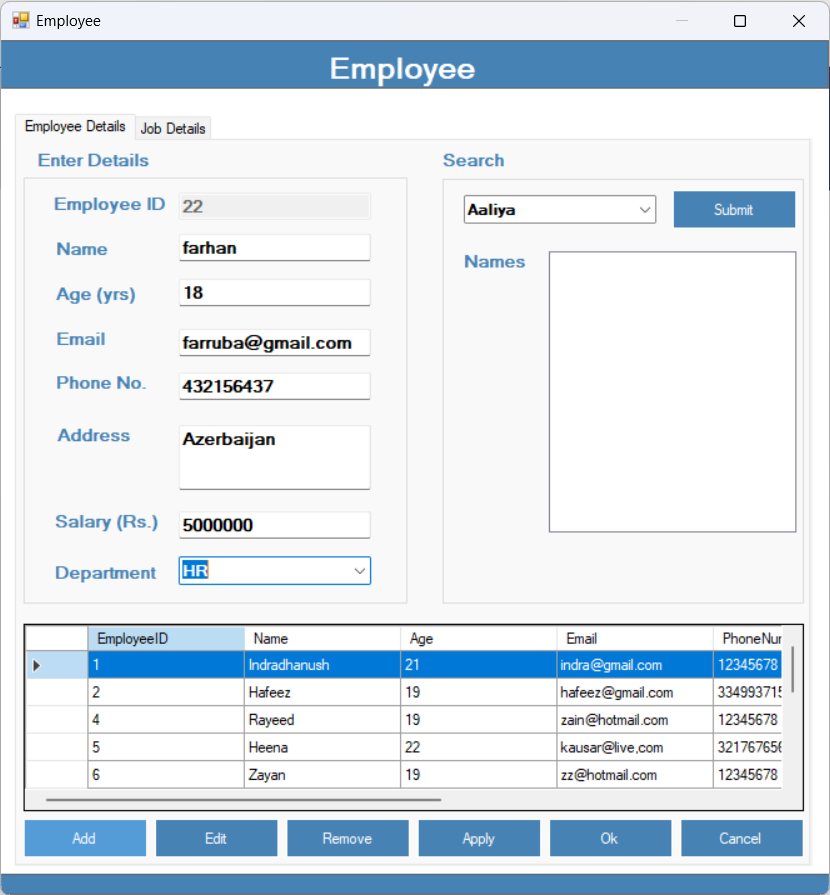 Employee
Employee
Employee Details Job Details
Enter Details
Employee ID 22
Name farhan
Age (yrs) 18
Email farruba@gmail.com
Phone No. 432156437
Address Azerbaijan
Salary (Rs.) 5000000
Department HR
Search
Aaliya Submit
Names
EmployeeID Name Age Email PhoneNur
1 Indradhanush 21 indra@gmail.com 12345678
2 Hafeez 19 hafeez@gmail.com 33499371
4 Rayeed 19 zain@hotmail.com 12345678
5 Heena 22 kausar@live,com 32176765
6 Zayan 19 zz@hotmail.com 12345678
Add Edit Remove Apply Ok Cancel